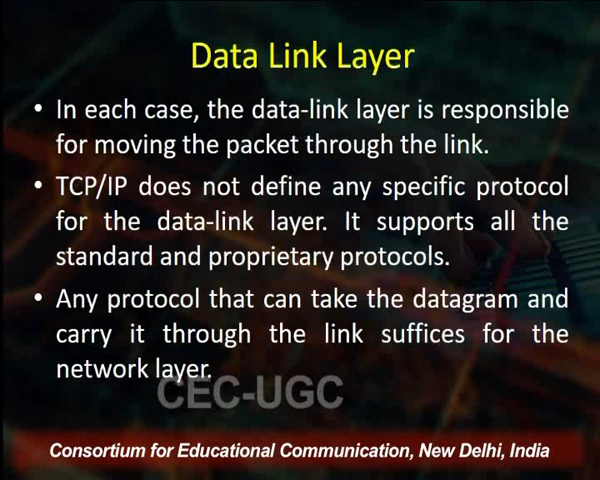 Data Link Layer
• In each case, the data-link layer is responsible
for moving the packet through the link.
• TCP/IP does not define any specific protocol
for the data-link layer. It supports all the
standard and proprietary protocols.
• Any protocol that can take the datagram and
carry it through the link suffices for the
network layer.
CEC-UGC
Consortium for Educational Communication, New Delhi, India